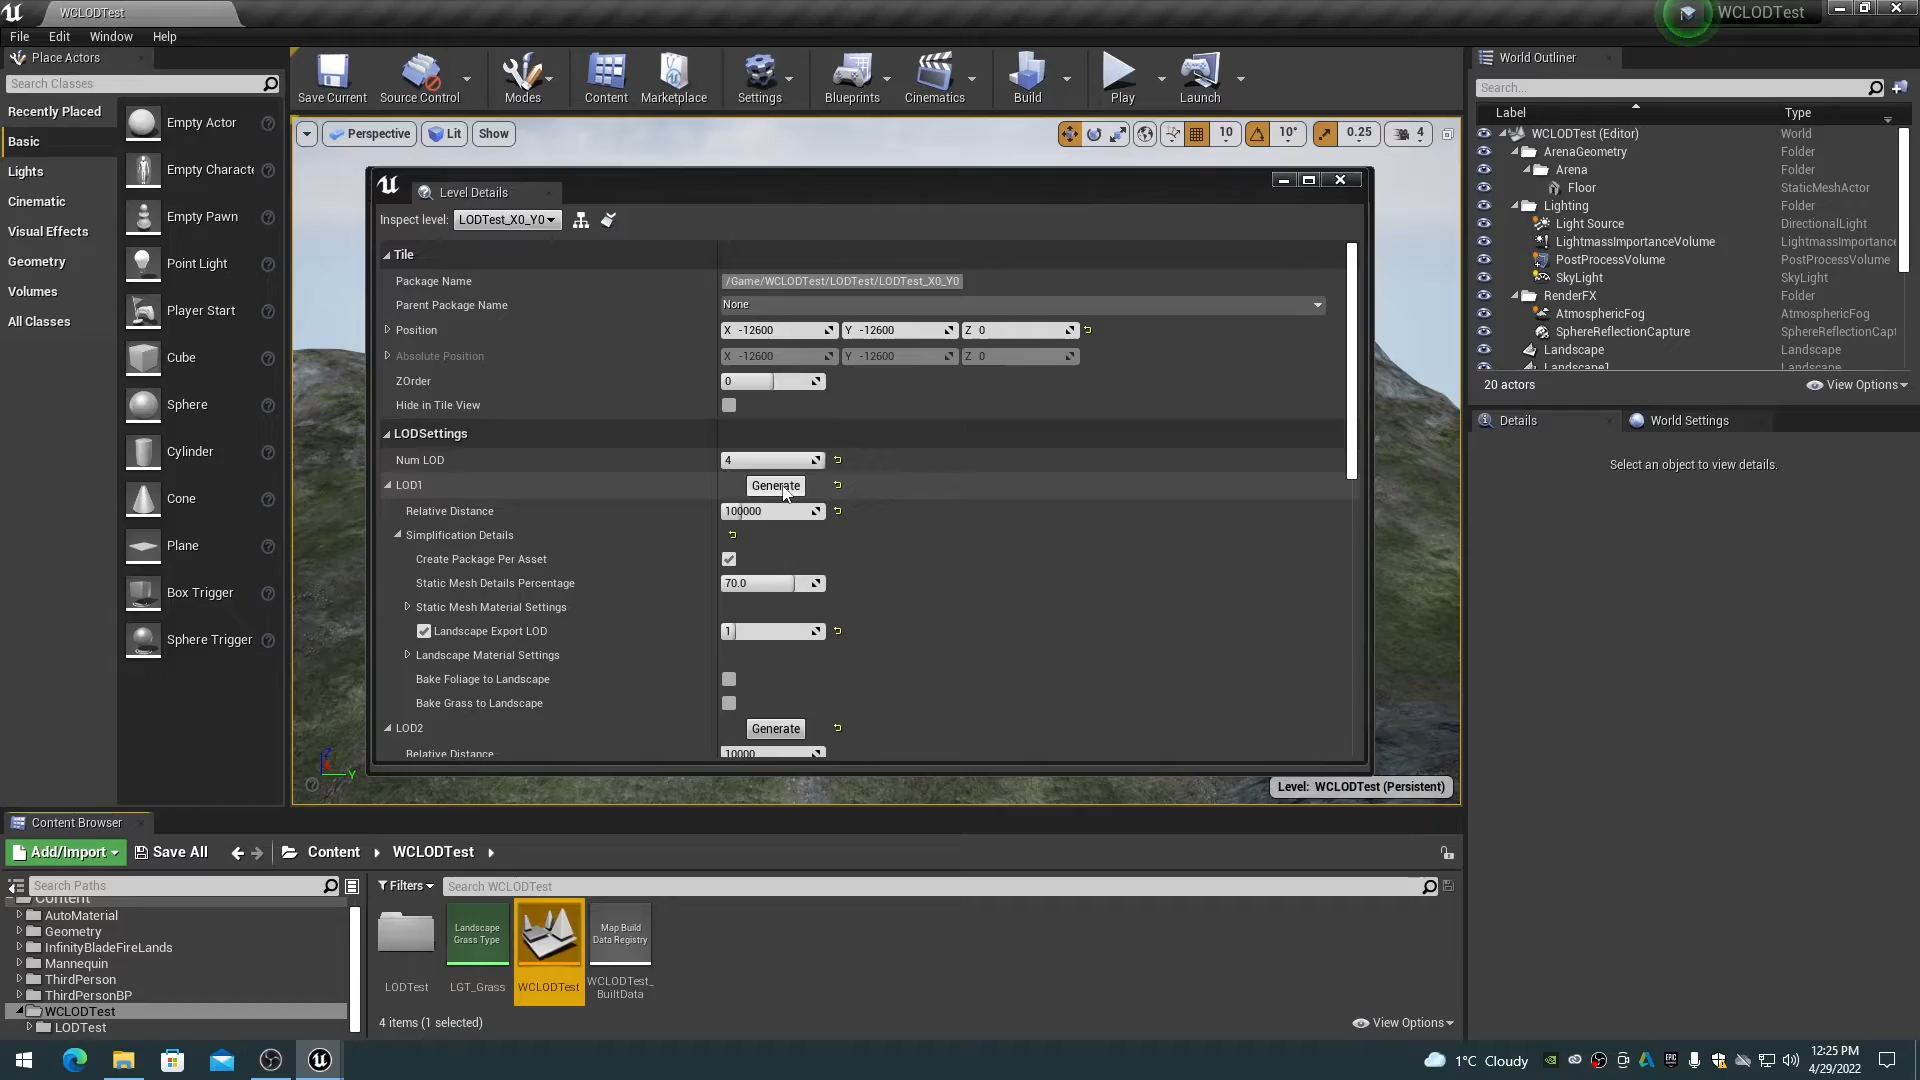 WCLODTest
WCLODTest
File Edit Window Help
Place Actors
Search Classes
Recently Placed
Basic
Lights
Cinematic
Visual Effects
Geometry
Volumes
All Classes
Empty Actor
Empty Characte
Empty Pawn
Point Light
Player Start
Cube
Sphere
Cylinder
Cone
Plane
Box Trigger
Sphere Trigger
Save Current Source Control Modes Content Marketplace Settings Blueprints Cinematics Build Play Launch
Perspective Lit Show 10 10° 0.25 4
Level Details
Inspect level: LODTest_X0_Y0
Tile
Package Name /Game/WCLODTest/LODTest/LODTest_X0_Y0
Parent Package Name None
Position X -12600 Y -12600 Z 0
Absolute Position X -12600 Y -12600 Z 0
ZOrder 0
Hide in Tile View
LODSettings
Num LOD 4
LOD1 Generate
Relative Distance 100000
Simplification Details
Create Package Per Asset
Static Mesh Details Percentage 70.0
Static Mesh Material Settings
Landscape Export LOD 1
Landscape Material Settings
Bake Foliage to Landscape
Bake Grass to Landscape
LOD2 Generate
Relative Distance 10000
Level: WCLODTest (Persistent)
World Outliner
Search...
Label Type
WCLODTest (Editor) World
ArenaGeometry Folder
Arena Folder
Floor StaticMeshActor
Lighting Folder
Light Source DirectionalLight
LightmassImportanceVolume LightmassImportance
PostProcessVolume PostProcessVolume
SkyLight SkyLight
RenderFX Folder
AtmosphericFog AtmosphericFog
SphereReflectionCapture SphereReflectionCapt
Landscape Landscape
Landscape1 Landscape
20 actors View Options
Details World Settings
Select an object to view details.
Content Browser
Add/Import Save All Content WCLODTest
Search Paths
Content
AutoMaterial
Geometry
InfinityBladeFireLands
Mannequin
ThirdPerson
ThirdPersonBP
WCLODTest
LODTest
Filters Search WCLODTest
Landscape
Grass Type
Map Build
Data Registry
LODTest LGT_Grass WCLODTest WCLODTest_
BuiltData
4 items (1 selected) View Options
1°C Cloudy
12:25 PM
4/29/2022